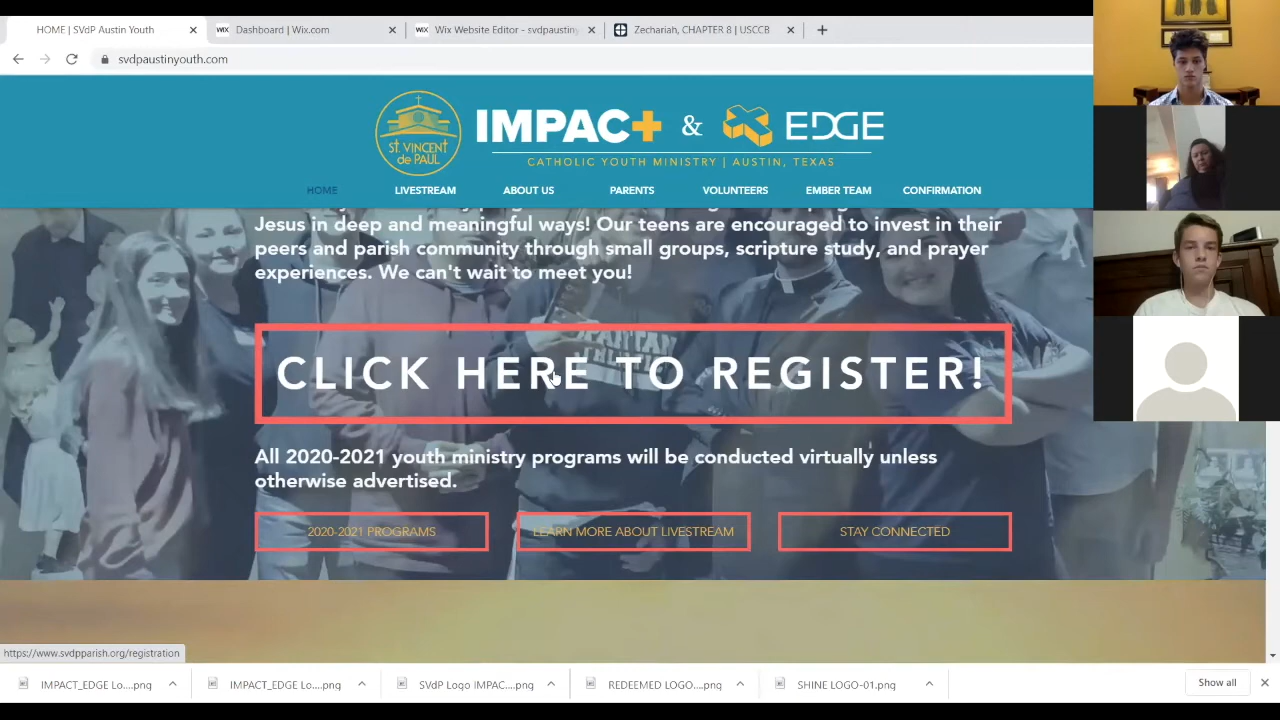 HOME | SVdP Austin Youth
Dashboard | Wix.com
Wix Website Editor - svdpaustin
Zechariah, CHAPTER 8 | USCCB
svdpaustinyouth.com
ST. VINCENT
de PAUL
IMPAC+ & EDGE
CATHOLIC YOUTH MINISTRY | AUSTIN, TEXAS
HOME LIVESTREAM ABOUT US PARENTS VOLUNTEERS EMBER TEAM CONFIRMATION
Jesus in deep and meaningful ways! Our teens are encouraged to invest in their
peers and parish community through small groups, scripture study, and prayer
experiences. We can't wait to meet you!
CLICK HERE TO REGISTER!
All 2020-2021 youth ministry programs will be conducted virtually unless
otherwise advertised.
2020-2021 PROGRAMS LEARN MORE ABOUT LIVESTREAM STAY CONNECTED
https://www.svdpparish.org/registration
IMPACT_EDGE Lo....png IMPACT_EDGE Lo....png SVdP Logo IMPAC....png REDEEMED LOGO....png SHINE LOGO-01.png Show all